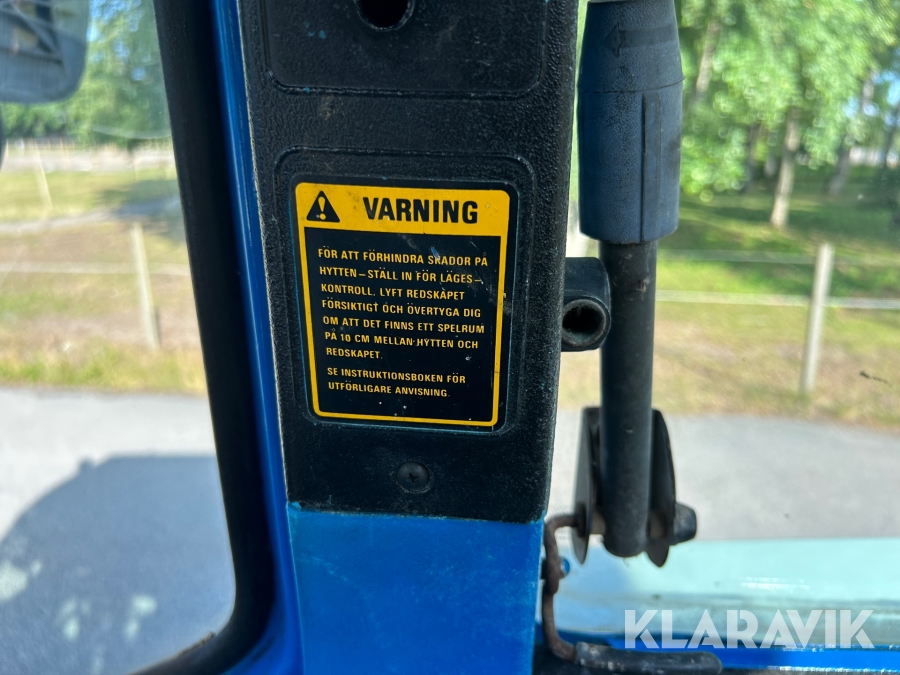 VARNING
FÖR ATT FÖRHINDRA SKADOR PÅ
HYTTEN–STÄLL IN FÖR LÄGES–
KONTROLL. LYFT REDSKAPET
FÖRSIKTIGT OCH ÖVERTYGA DIG
OM ATT DET FINNS ETT SPELRUM
PÅ 10 CM MELLAN HYTTEN OCH
REDSKAPET.
SE INSTRUKTIONSBOKEN FÖR
UTFÖRLIGARE ANVISNING.
KLARAVIK